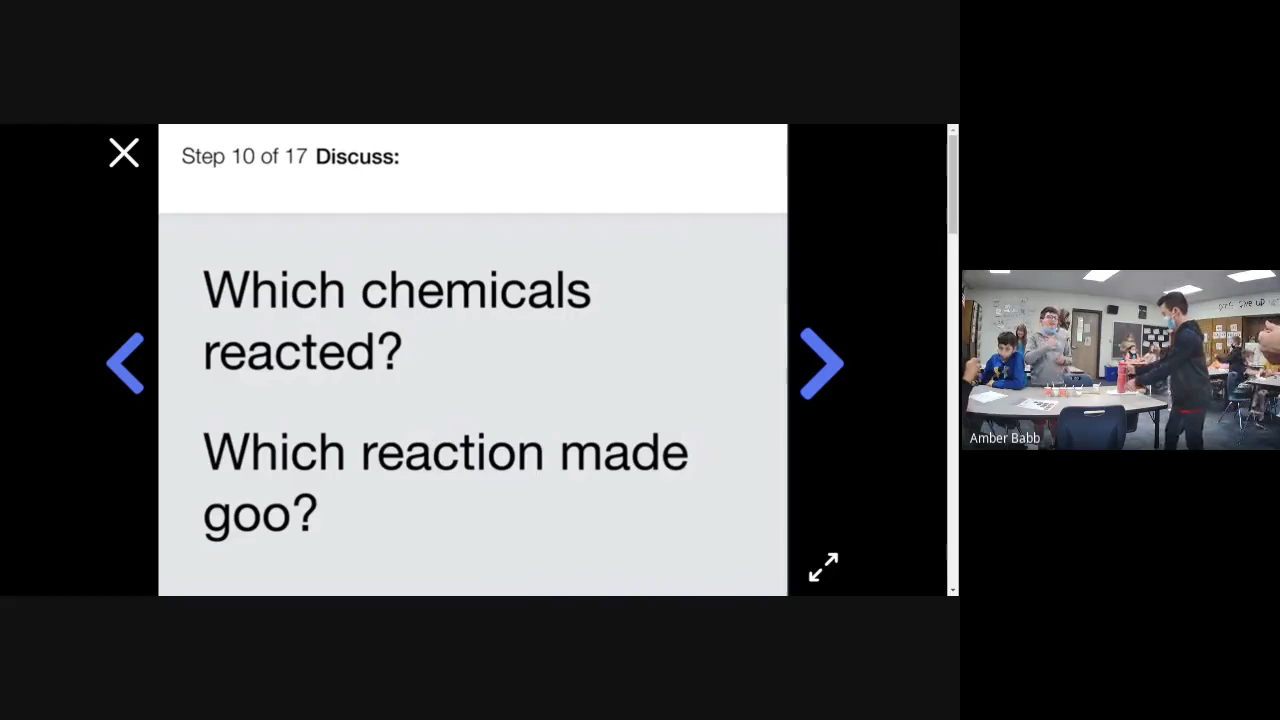 Step 10 of 17 Discuss:
Which chemicals
reacted?
Which reaction made
goo?
Amber Babb